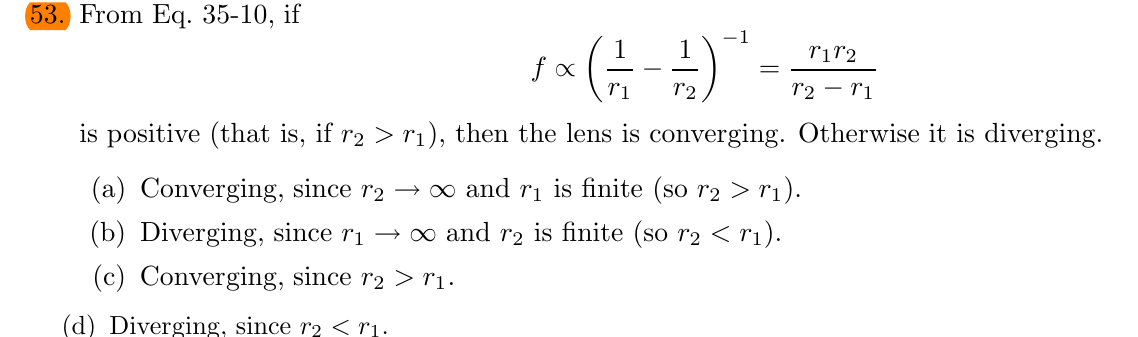 53. From Eq. 35-10, if
f ∝ (1/r₁ − 1/r₂)⁻¹ = r₁r₂/(r₂ − r₁)
is positive (that is, if r₂ > r₁), then the lens is converging. Otherwise it is diverging.
(a) Converging, since r₂ → ∞ and r₁ is finite (so r₂ > r₁).
(b) Diverging, since r₁ → ∞ and r₂ is finite (so r₂ < r₁).
(c) Converging, since r₂ > r₁.
(d) Diverging, since r₂ < r₁.